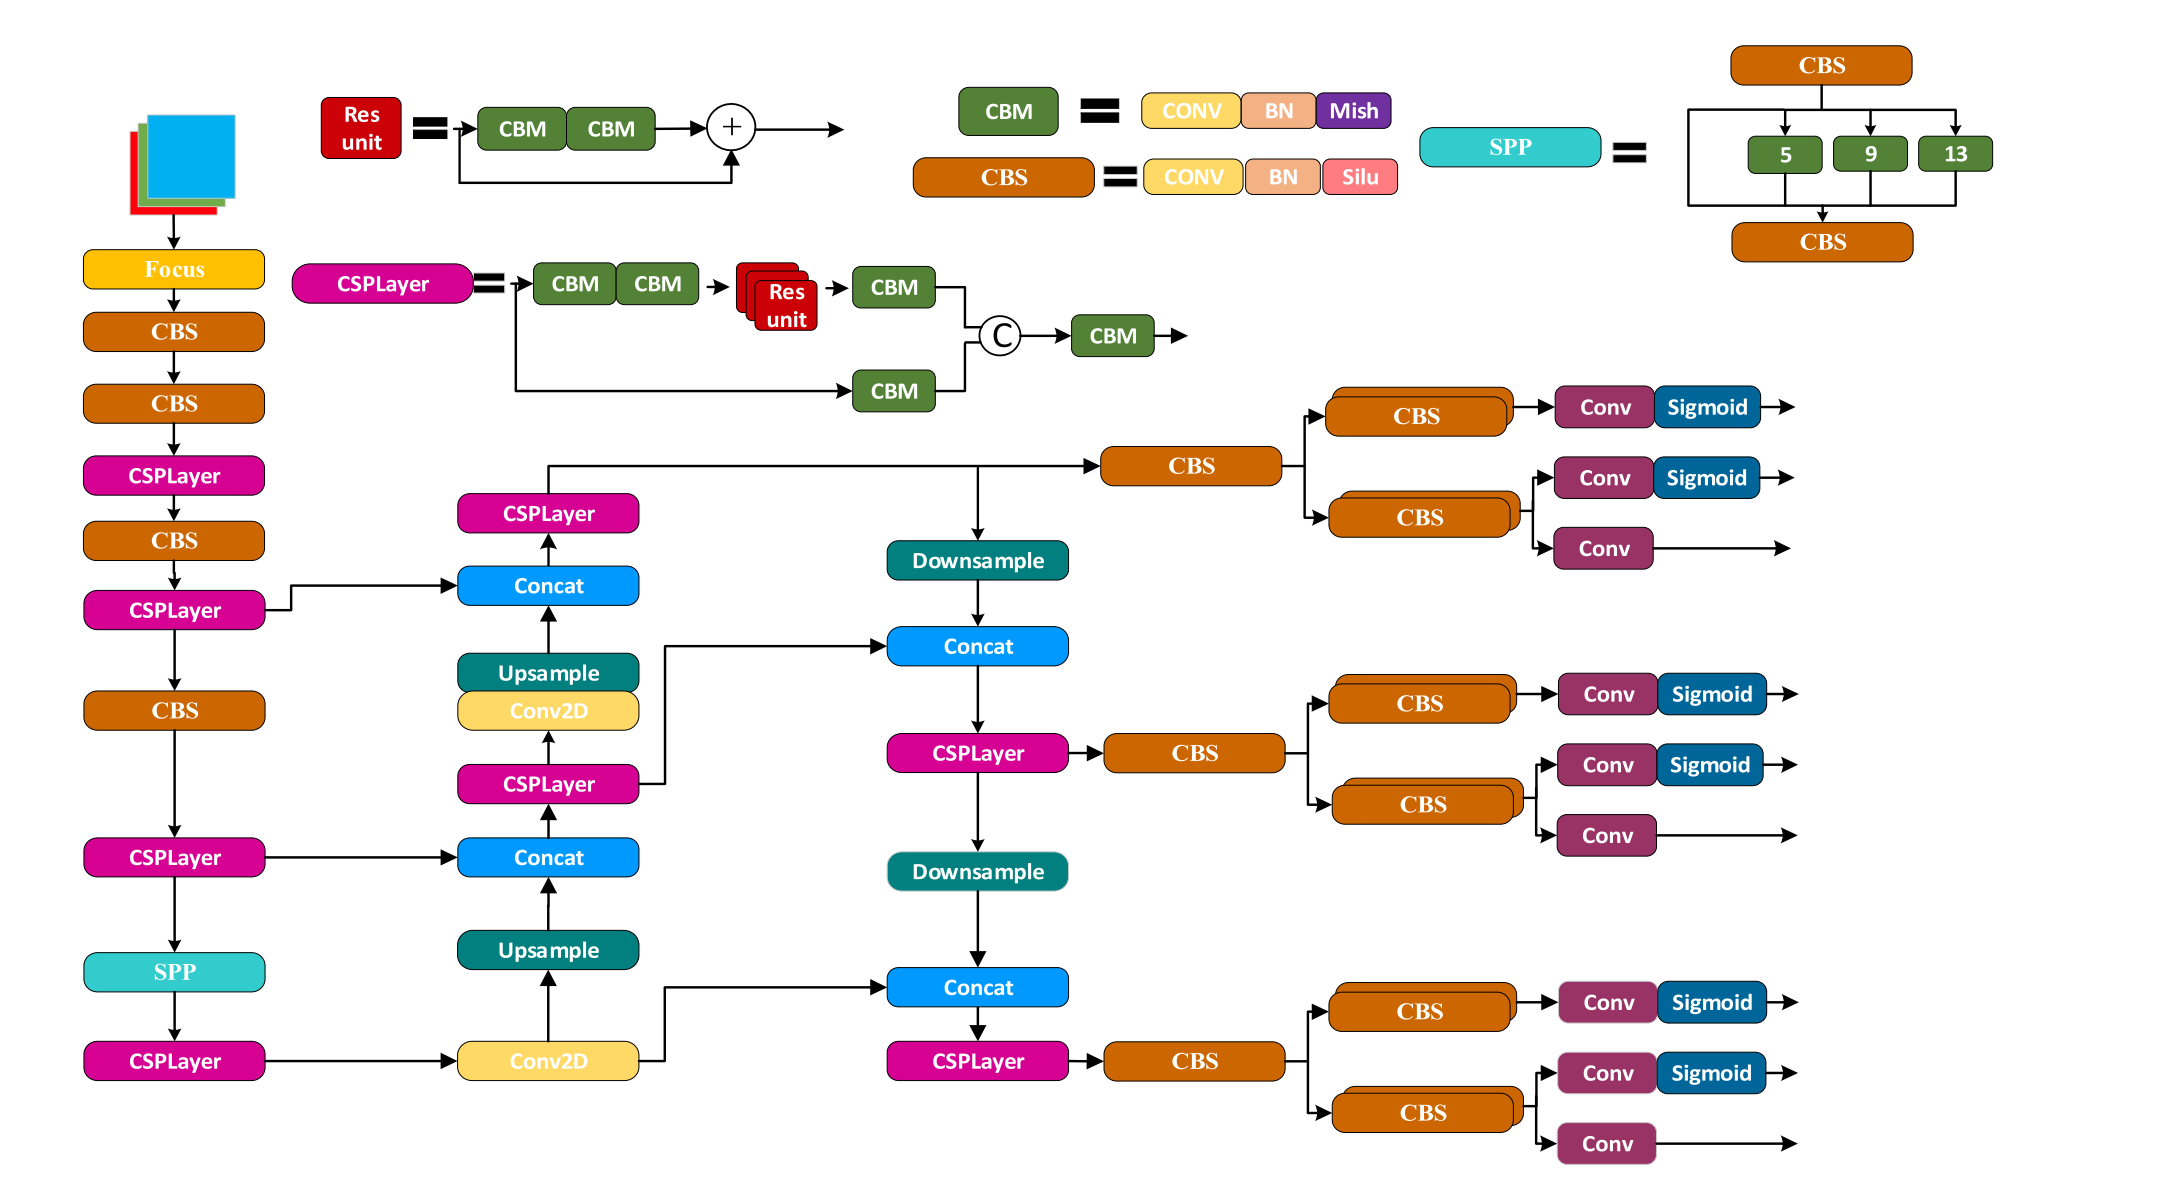 Res
unit
CBM
CBM
+
CBM
CONV
BN
Mish
CBS
CONV
BN
Silu
SPP
CBS
5
9
13
CBS
CSPLayer
CBM
CBM
Res
unit
CBM
CBM
C
CBM
Focus
CBS
CBS
CSPLayer
CBS
CSPLayer
CBS
CSPLayer
SPP
CSPLayer
CSPLayer
Concat
Upsample
Conv2D
CSPLayer
Concat
Upsample
Conv2D
Downsample
Concat
CSPLayer
Downsample
Concat
CSPLayer
CBS
CBS
Conv
Sigmoid
CBS
Conv
Sigmoid
Conv
CBS
CBS
Conv
Sigmoid
CBS
Conv
Sigmoid
Conv
CBS
CBS
Conv
Sigmoid
CBS
Conv
Sigmoid
Conv